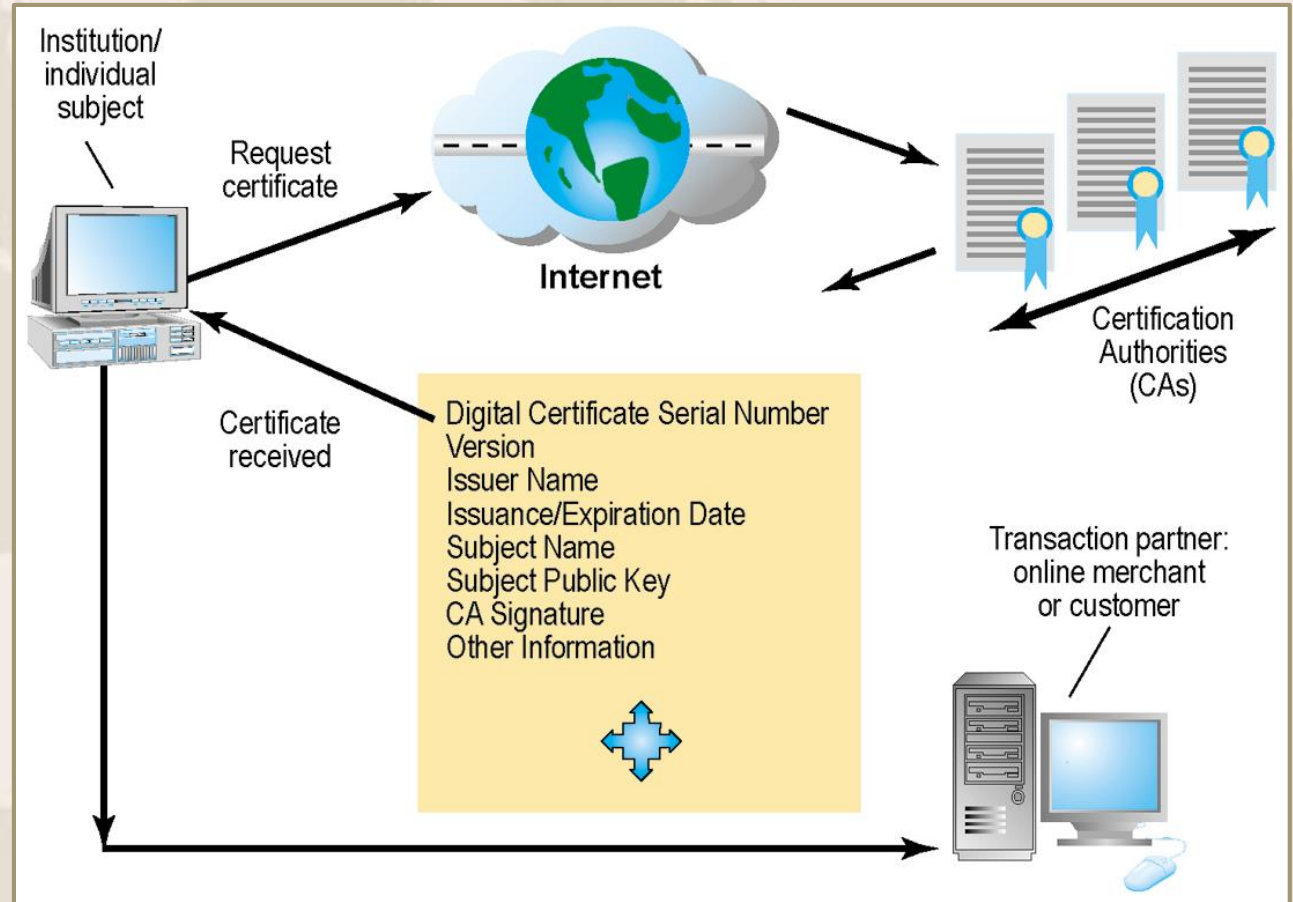 Institution/
individual
subject
Request
certificate
Internet
Certification
Authorities
(CAs)
Certificate
received
Digital Certificate Serial Number
Version
Issuer Name
Issuance/Expiration Date
Subject Name
Subject Public Key
CA Signature
Other Information
Transaction partner:
online merchant
or customer